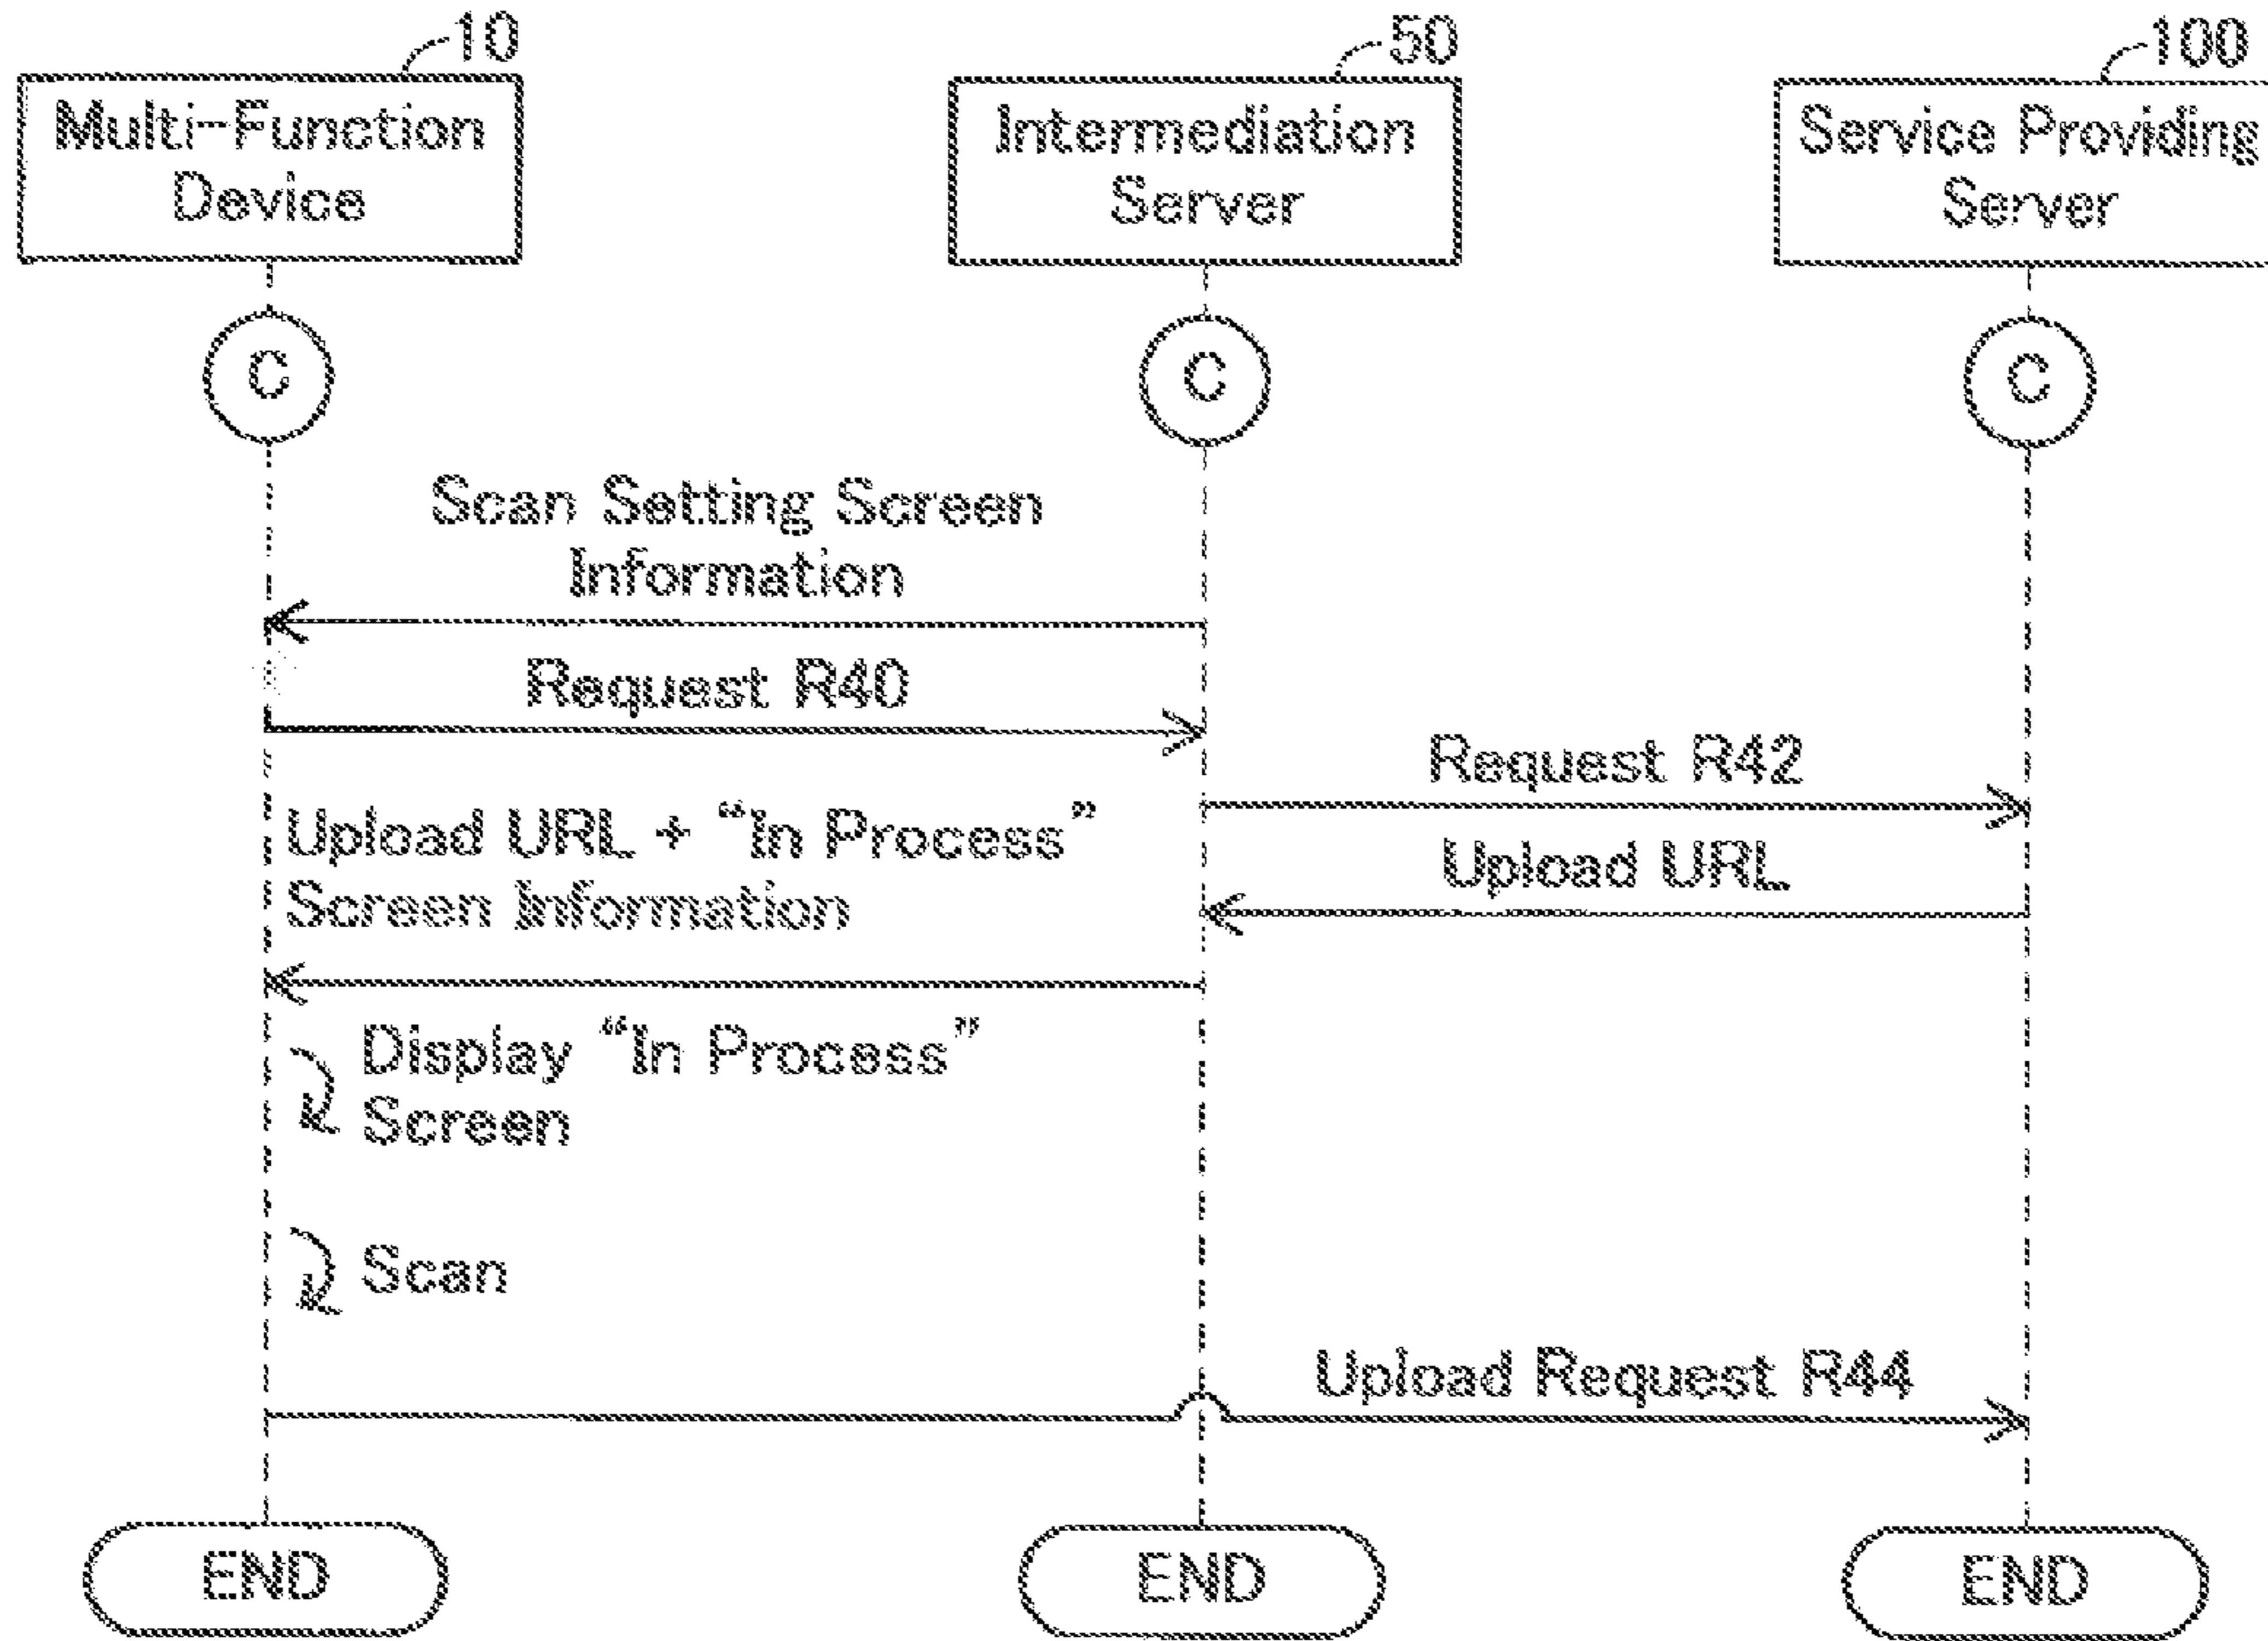 10
50
100
Multi-Function
Device
Intermediation
Server
Service Providing
Server
C
C
C
Scan Setting Screen
Information
Request R40
Request R42
Upload URL + “In Process”
Screen Information
Upload URL
Display “In Process”
Screen
Scan
Upload Request R44
END
END
END